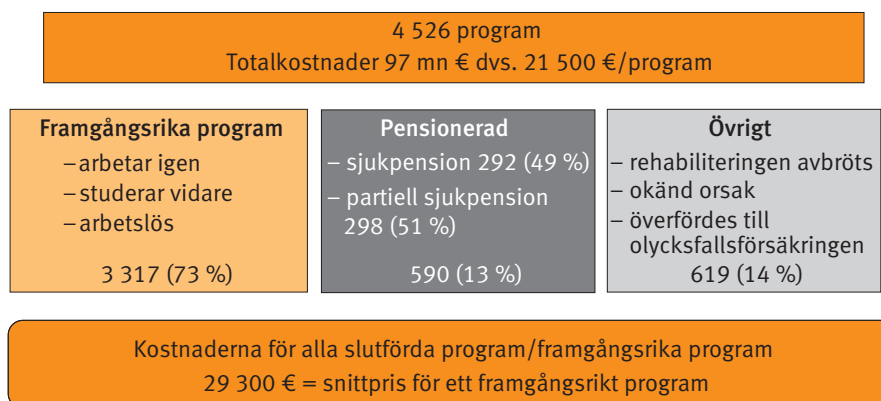 4 526 program
Totalkostnader 97 mn € dvs. 21 500 €/program
Framgångsrika program
– arbetar igen
– studerar vidare
– arbetslös
3 317 (73 %)
Pensionerad
– sjukpension 292 (49 %)
– partiell sjukpension
298 (51 %)
590 (13 %)
Övrigt
– rehabiliteringen avbröts
– okänd orsak
– överfördes till
olycksfallsförsäkringen
619 (14 %)
Kostnaderna för alla slutförda program/framgångsrika program
29 300 € = snittpris för ett framgångsrikt program